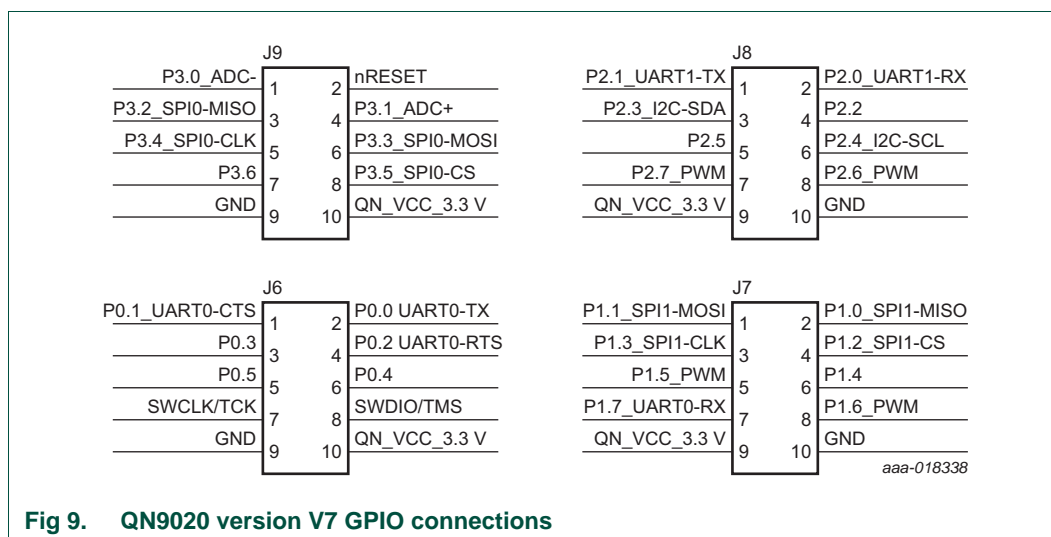 J9
P3.0_ADC- 1 2 nRESET
P3.2_SPI0-MISO 3 4 P3.1_ADC+
P3.4_SPI0-CLK 5 6 P3.3_SPI0-MOSI
P3.6 7 8 P3.5_SPI0-CS
GND 9 10 QN_VCC_3.3 V
J8
P2.1_UART1-TX 1 2 P2.0_UART1-RX
P2.3_I2C-SDA 3 4 P2.2
P2.5 5 6 P2.4_I2C-SCL
P2.7_PWM 7 8 P2.6_PWM
QN_VCC_3.3 V 9 10 GND
J6
P0.1_UART0-CTS 1 2 P0.0 UART0-TX
P0.3 3 4 P0.2 UART0-RTS
P0.5 5 6 P0.4
SWCLK/TCK 7 8 SWDIO/TMS
GND 9 10 QN_VCC_3.3 V
J7
P1.1_SPI1-MOSI 1 2 P1.0_SPI1-MISO
P1.3_SPI1-CLK 3 4 P1.2_SPI1-CS
P1.5_PWM 5 6 P1.4
P1.7_UART0-RX 7 8 P1.6_PWM
QN_VCC_3.3 V 9 10 GND
aaa-018338
Fig 9. QN9020 version V7 GPIO connections